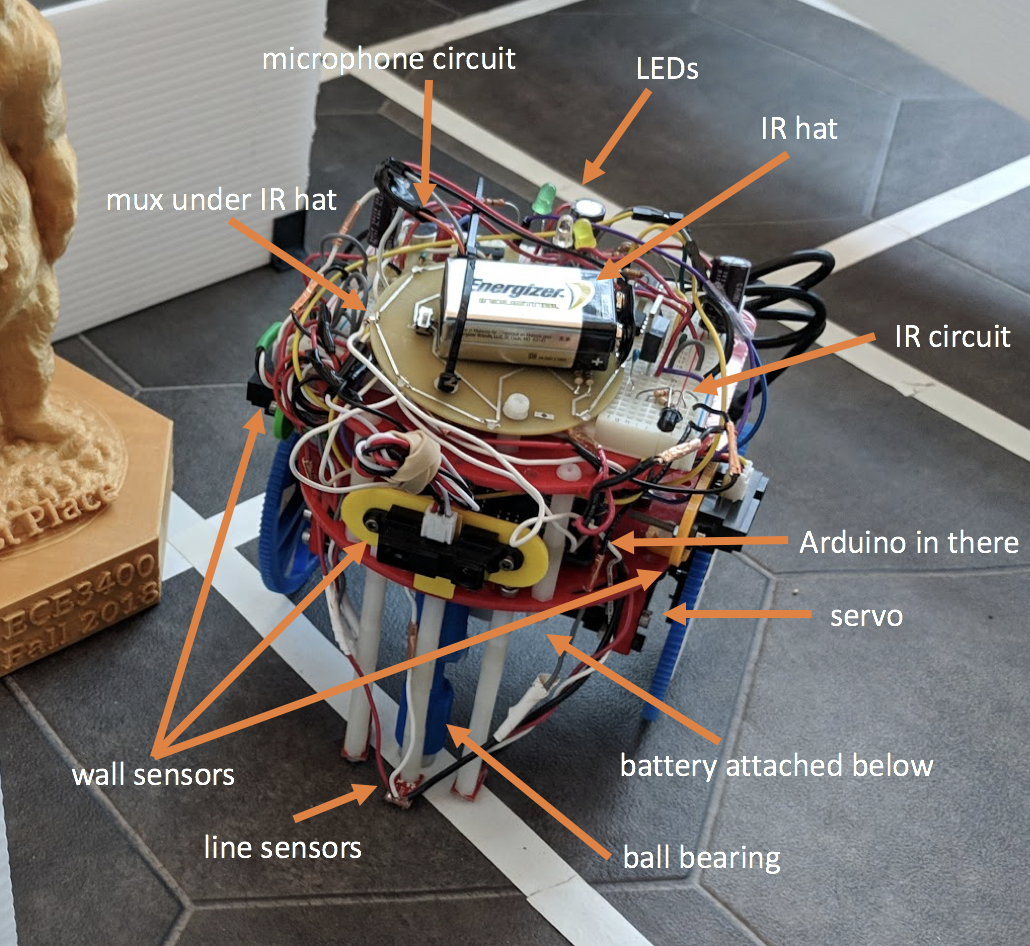 microphone circuit
LEDs
IR hat
mux under IR hat
Energizer
INDUSTRIAL
IR circuit
Place
ECE3400
Fall 2018
Arduino in there
servo
wall sensors
battery attached below
line sensors
ball bearing